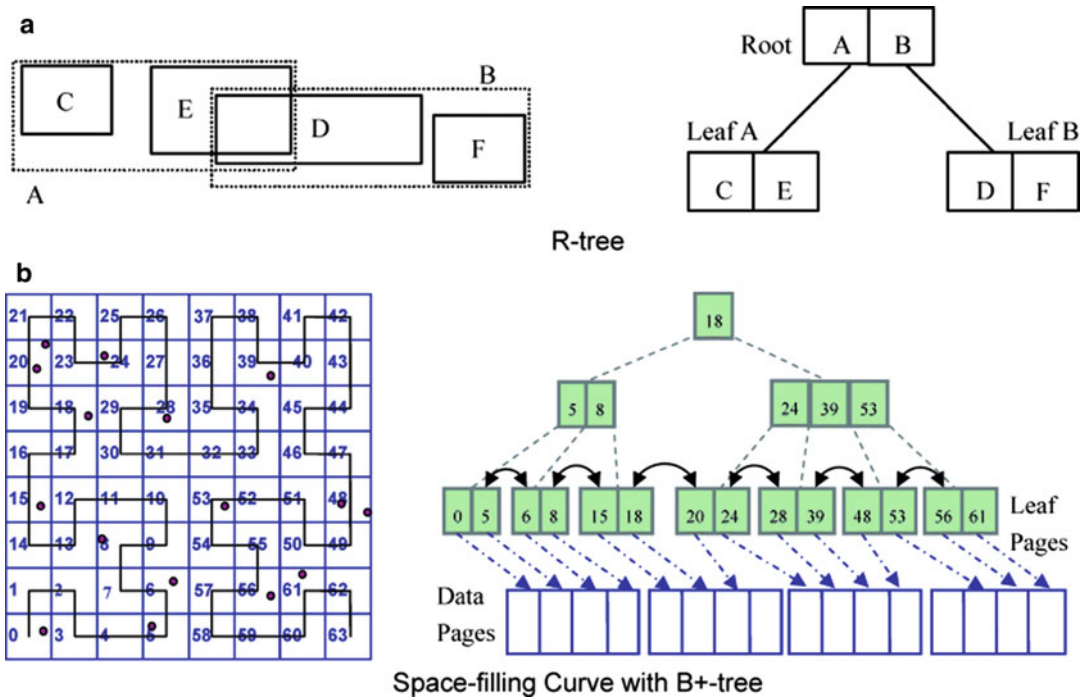 a
C E D F B
A
Root A B
Leaf A Leaf B
C E D F
R-tree
b
21 22 25 26 37 38 41 42
20 23 24 27 36 39 40 43
19 18 29 28 35 34 45 44
16 17 30 31 32 33 46 47
15 12 11 10 53 52 51 48
14 13 8 9 54 55 50 49
1 2 7 6 57 56 61 62
0 3 4 5 58 59 60 63
18
5 8 24 39 53
0 5 6 8 15 18 20 24 28 39 48 53 56 61
Leaf
Pages
Data
Pages
Space-filling Curve with B+-tree